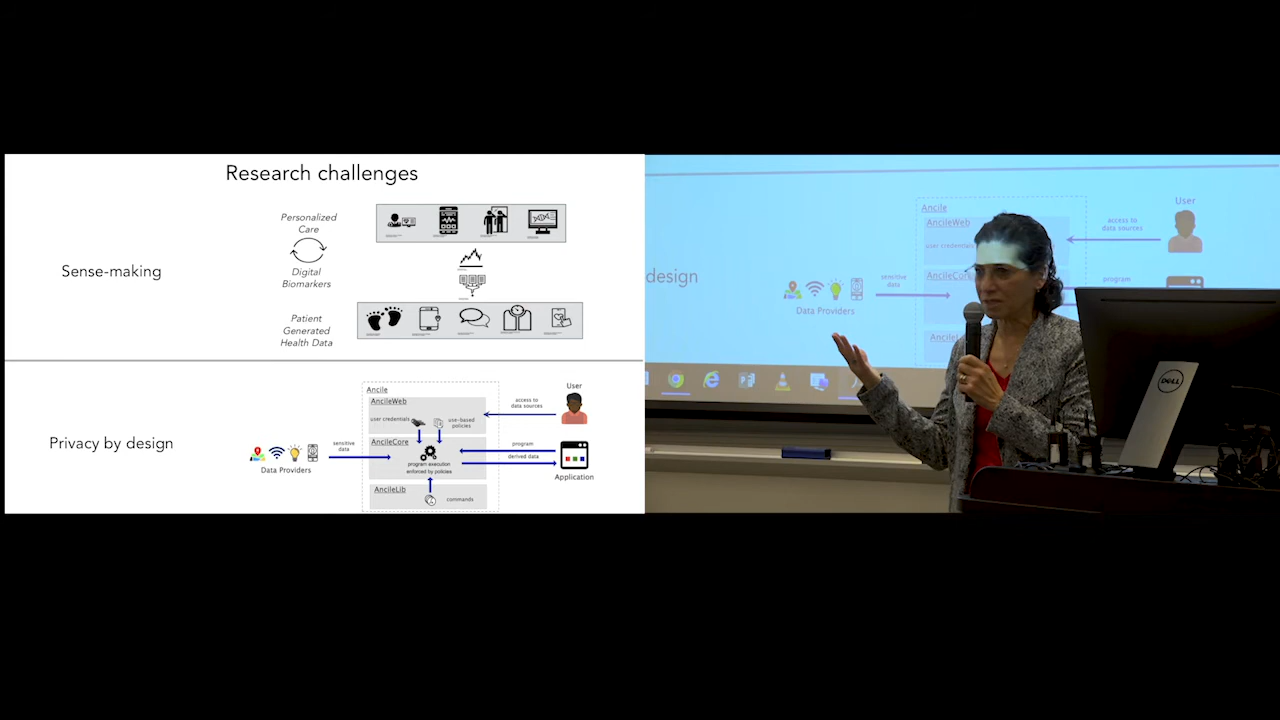 Research challenges
Personalized
Care
Sense-making
Digital
Biomarkers
Patient
Generated
Health Data
Privacy by design
Ancile
AncileWeb
user credentials
use-based
policies
AncileCore
program execution
enforced by policies
AncileLib
commands
sensitive
data
Data Providers
User
access to
data sources
program
derived data
Application
design
Ancile
AncileWeb
user credentials
AncileCore
sensitive
data
Data Providers
User
access to
data sources
program
DELL